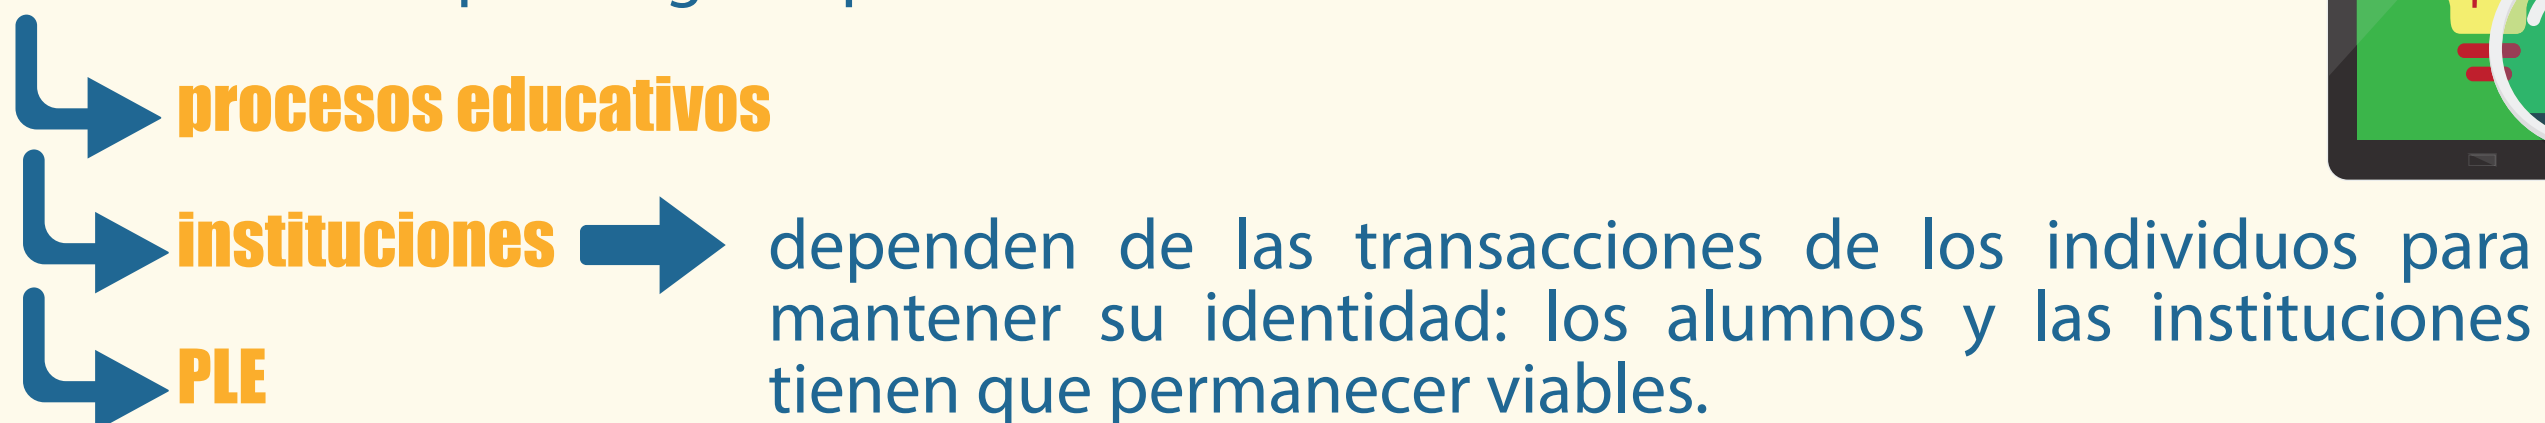 procesos educativos
instituciones
dependen de las transacciones de los individuos para
mantener su identidad: los alumnos y las instituciones
tienen que permanecer viables.
PLE